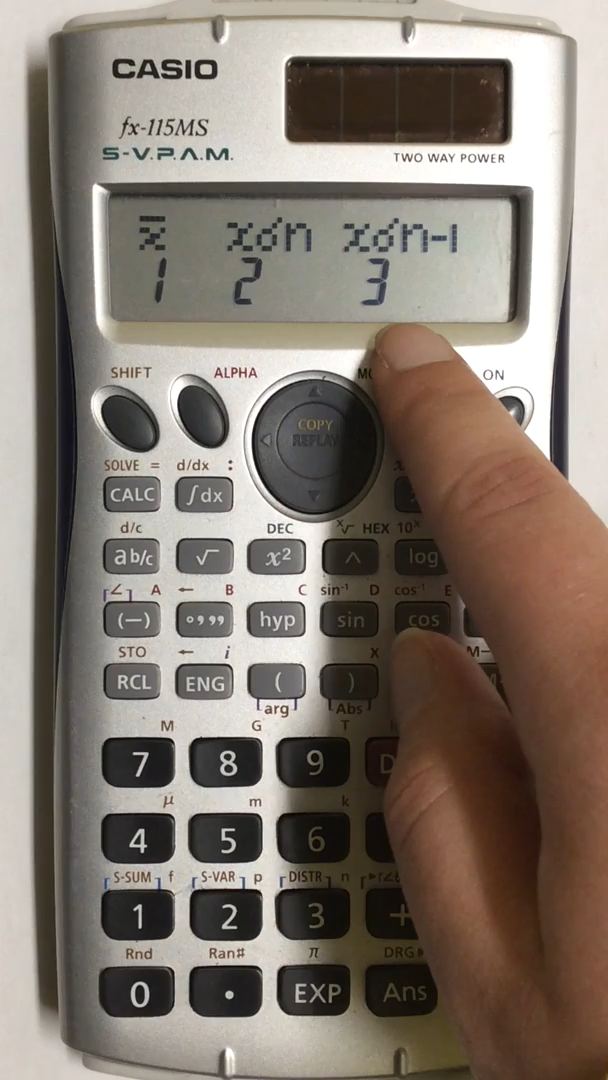 CASIO
fx-115MS
S-V.P.A.M.
TWO WAY POWER
x̄ xσn xσn-1
1 2 3
SHIFT ALPHA ON
COPY
REPLAY
SOLVE = d/dx :
CALC ∫dx
d/c DEC ˣ√ HEX 10ˣ
ab/c √ x² ^ log
∠ A ← B C sin⁻¹ D cos⁻¹ E
(—) ° ’ ’ ’ hyp sin cos
STO ← i X M–
RCL ENG ( )
arg Abs
M G T
7 8 9
μ m k
4 5 6
S-SUM f S-VAR p DISTR n
1 2 3 +
Rnd Ran# π DRG▶
0 • EXP Ans